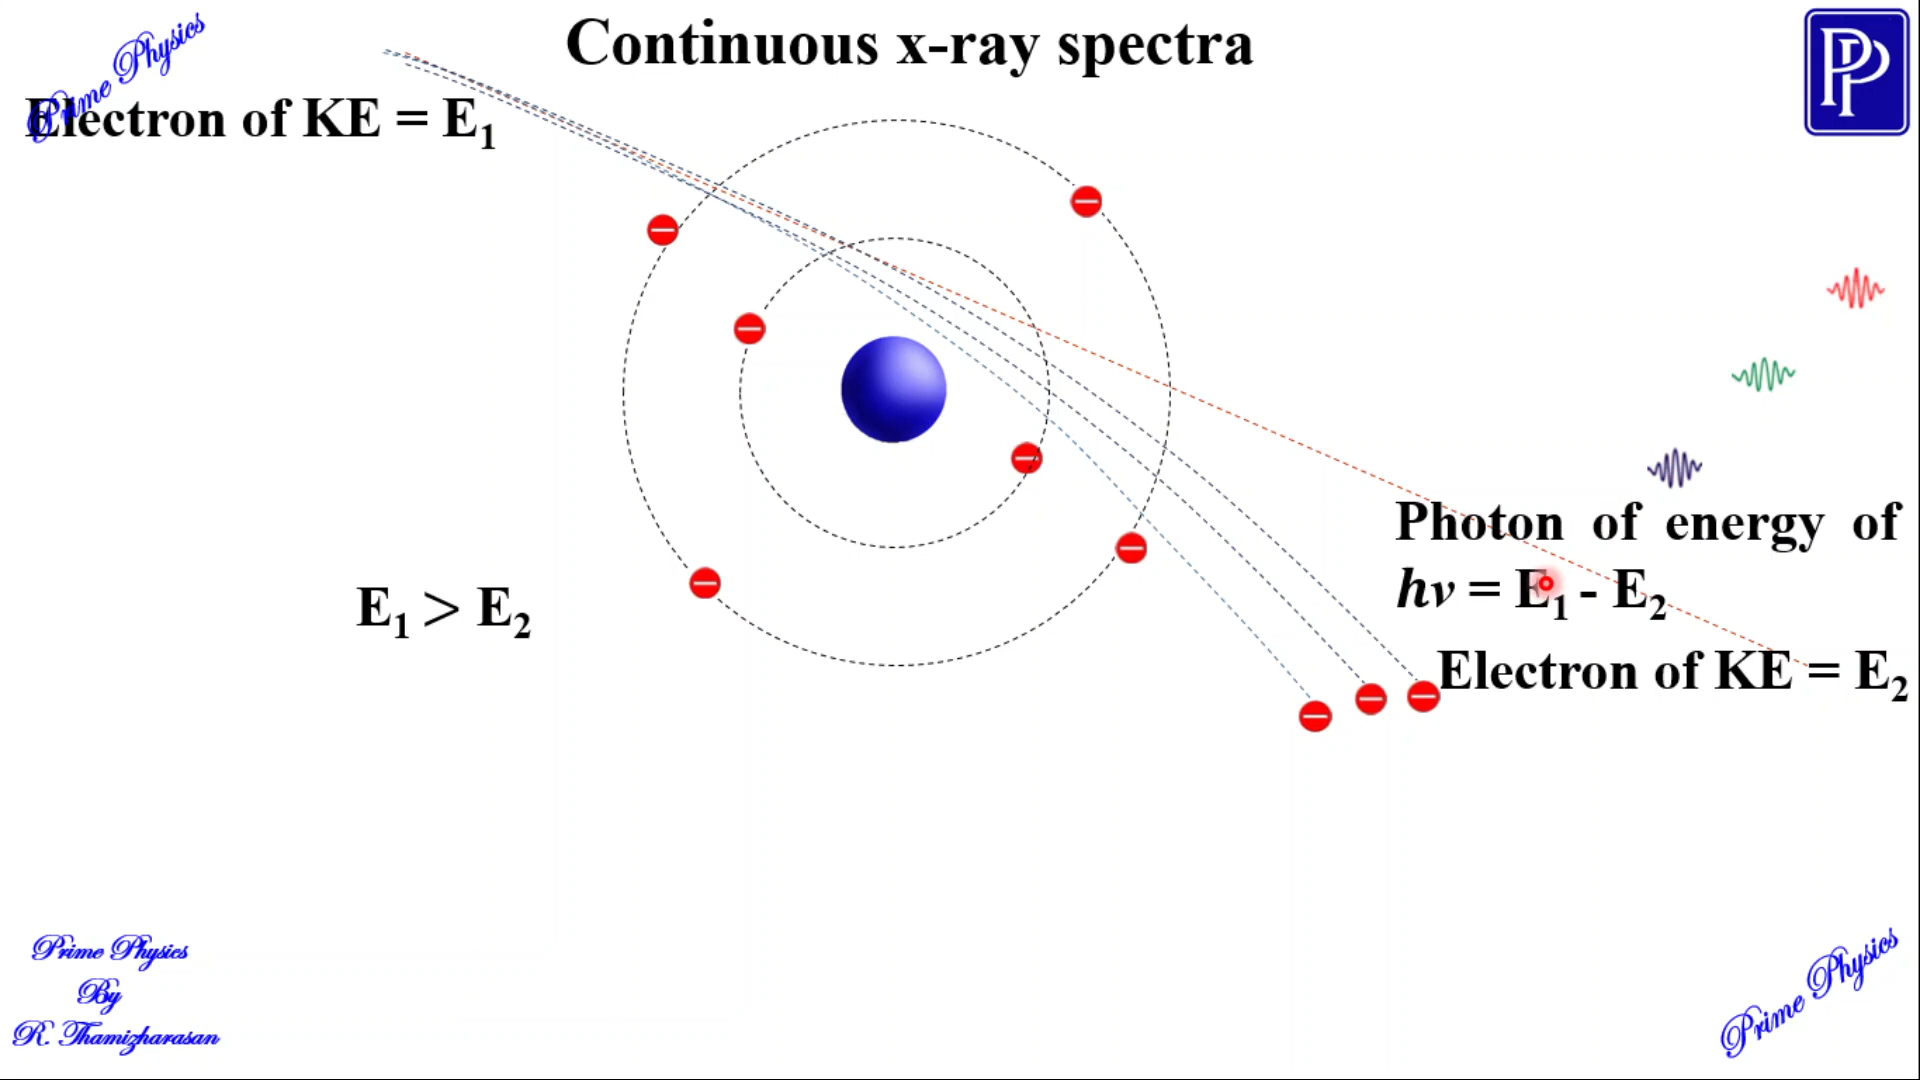 Prime Physics
Continuous x-ray spectra
PP
Electron of KE = E₁
Photon of energy of
hν = E₁ - E₂
E₁ > E₂
Electron of KE = E₂
Prime Physics
By
R. Thamizharasan
Prime Physics